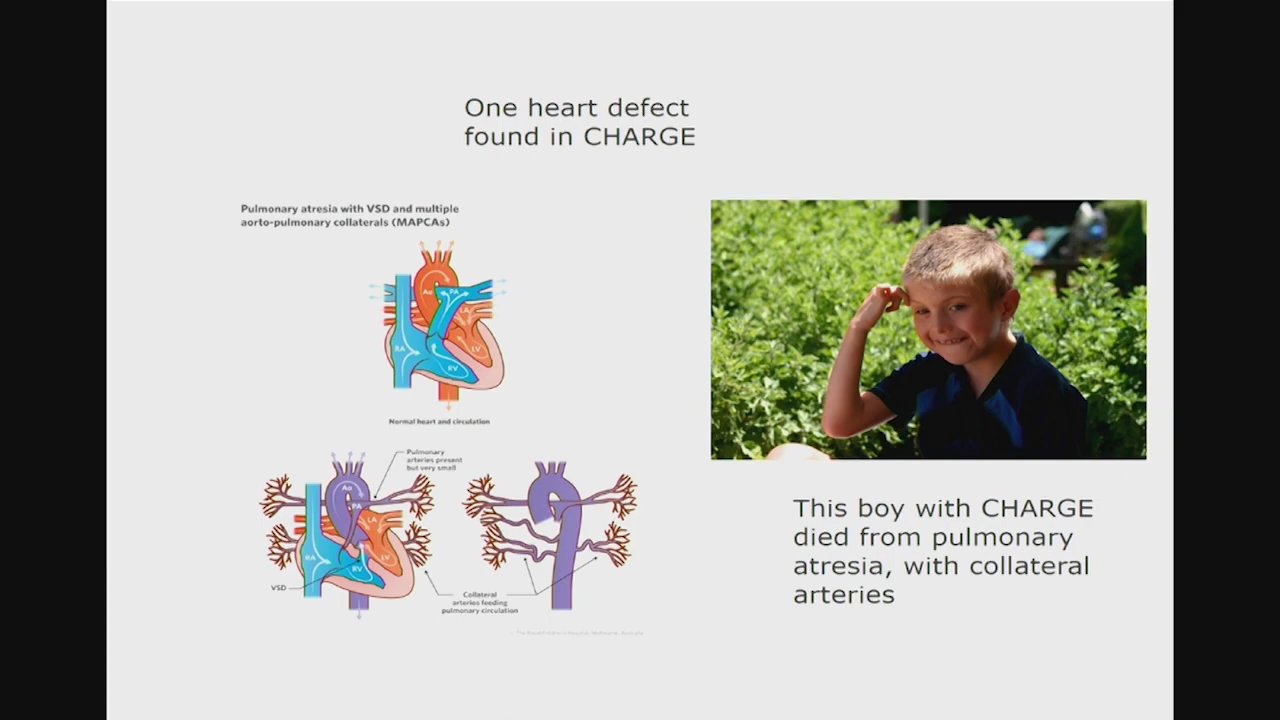 One heart defect
found in CHARGE
Pulmonary atresia with VSD and multiple
aorto-pulmonary collaterals (MAPCAs)
Ao
PA
LA
RA
LV
RV
Normal heart and circulation
Pulmonary
arteries present
but very small
Ao
PA
LA
RA
LV
RV
VSD
Collateral
arteries feeding
pulmonary circulation
This boy with CHARGE
died from pulmonary
atresia, with collateral
arteries